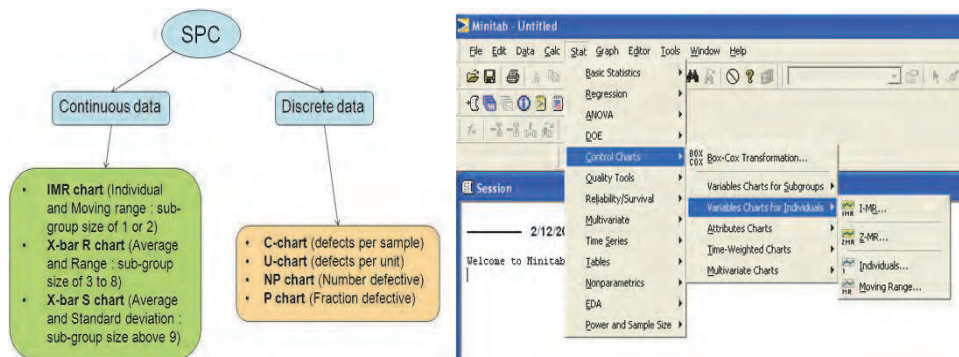 SPC
Continuous data
Discrete data
• IMR chart (Individual
and Moving range : sub-
group size of 1 or 2)
• X-bar R chart (Average
and Range : sub-group
size of 3 to 8)
• X-bar S chart (Average
and Standard deviation :
sub-group size above 9)
• C-chart (defects per sample)
• U-chart (defects per unit)
• NP chart (Number defective)
• P chart (Fraction defective)
Minitab - Untitled
File Edit Data Calc Stat Graph Editor Tools Window Help
Basic Statistics
Regression
ANOVA
DOE
Control Charts
Quality Tools
Reliability/Survival
Multivariate
Time Series
Tables
Nonparametrics
EDA
Power and Sample Size
BOX COX Box-Cox Transformation...
Variables Charts for Subgroups
Variables Charts for Individuals
Attributes Charts
Time-Weighted Charts
Multivariate Charts
IMR I-MR...
ZMR Z-MR...
I Individuals...
MR Moving Range...
Session
2/12/20
Welcome to Minitab